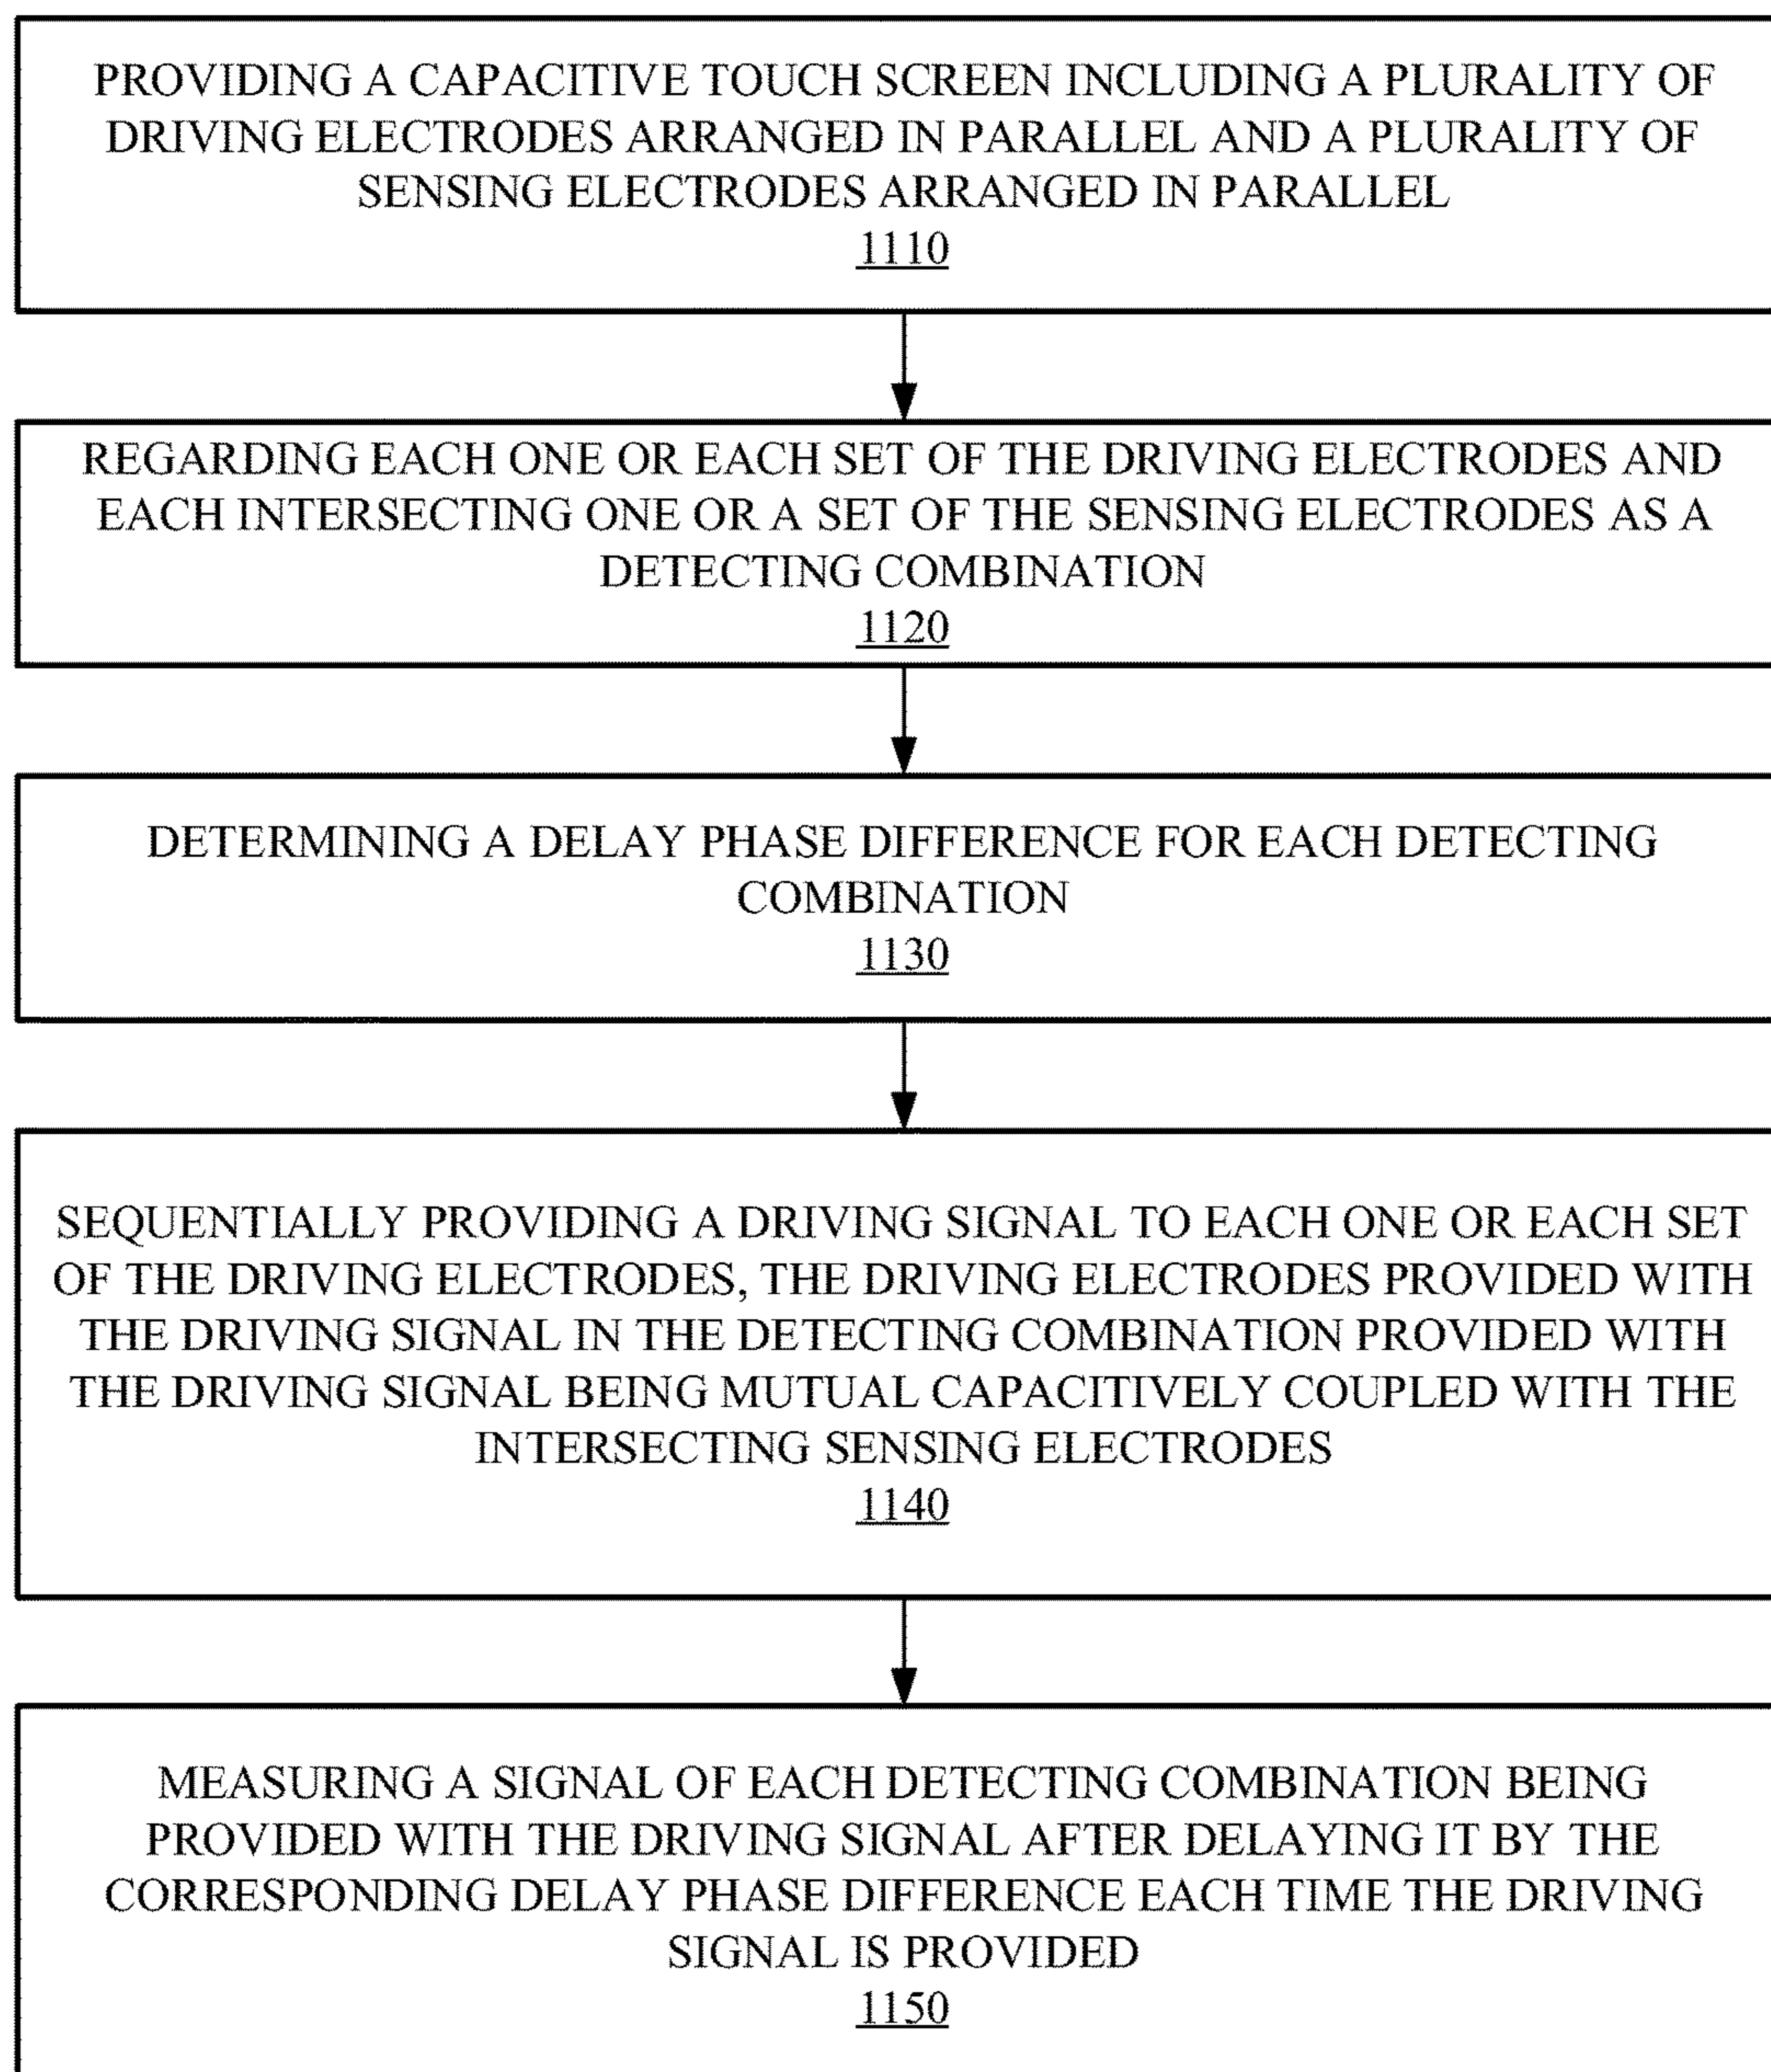 PROVIDING A CAPACITIVE TOUCH SCREEN INCLUDING A PLURALITY OF
DRIVING ELECTRODES ARRANGED IN PARALLEL AND A PLURALITY OF
SENSING ELECTRODES ARRANGED IN PARALLEL
1110
REGARDING EACH ONE OR EACH SET OF THE DRIVING ELECTRODES AND
EACH INTERSECTING ONE OR A SET OF THE SENSING ELECTRODES AS A
DETECTING COMBINATION
1120
DETERMINING A DELAY PHASE DIFFERENCE FOR EACH DETECTING
COMBINATION
1130
SEQUENTIALLY PROVIDING A DRIVING SIGNAL TO EACH ONE OR EACH SET
OF THE DRIVING ELECTRODES, THE DRIVING ELECTRODES PROVIDED WITH
THE DRIVING SIGNAL IN THE DETECTING COMBINATION PROVIDED WITH
THE DRIVING SIGNAL BEING MUTUAL CAPACITIVELY COUPLED WITH THE
INTERSECTING SENSING ELECTRODES
1140
MEASURING A SIGNAL OF EACH DETECTING COMBINATION BEING
PROVIDED WITH THE DRIVING SIGNAL AFTER DELAYING IT BY THE
CORRESPONDING DELAY PHASE DIFFERENCE EACH TIME THE DRIVING
SIGNAL IS PROVIDED
1150